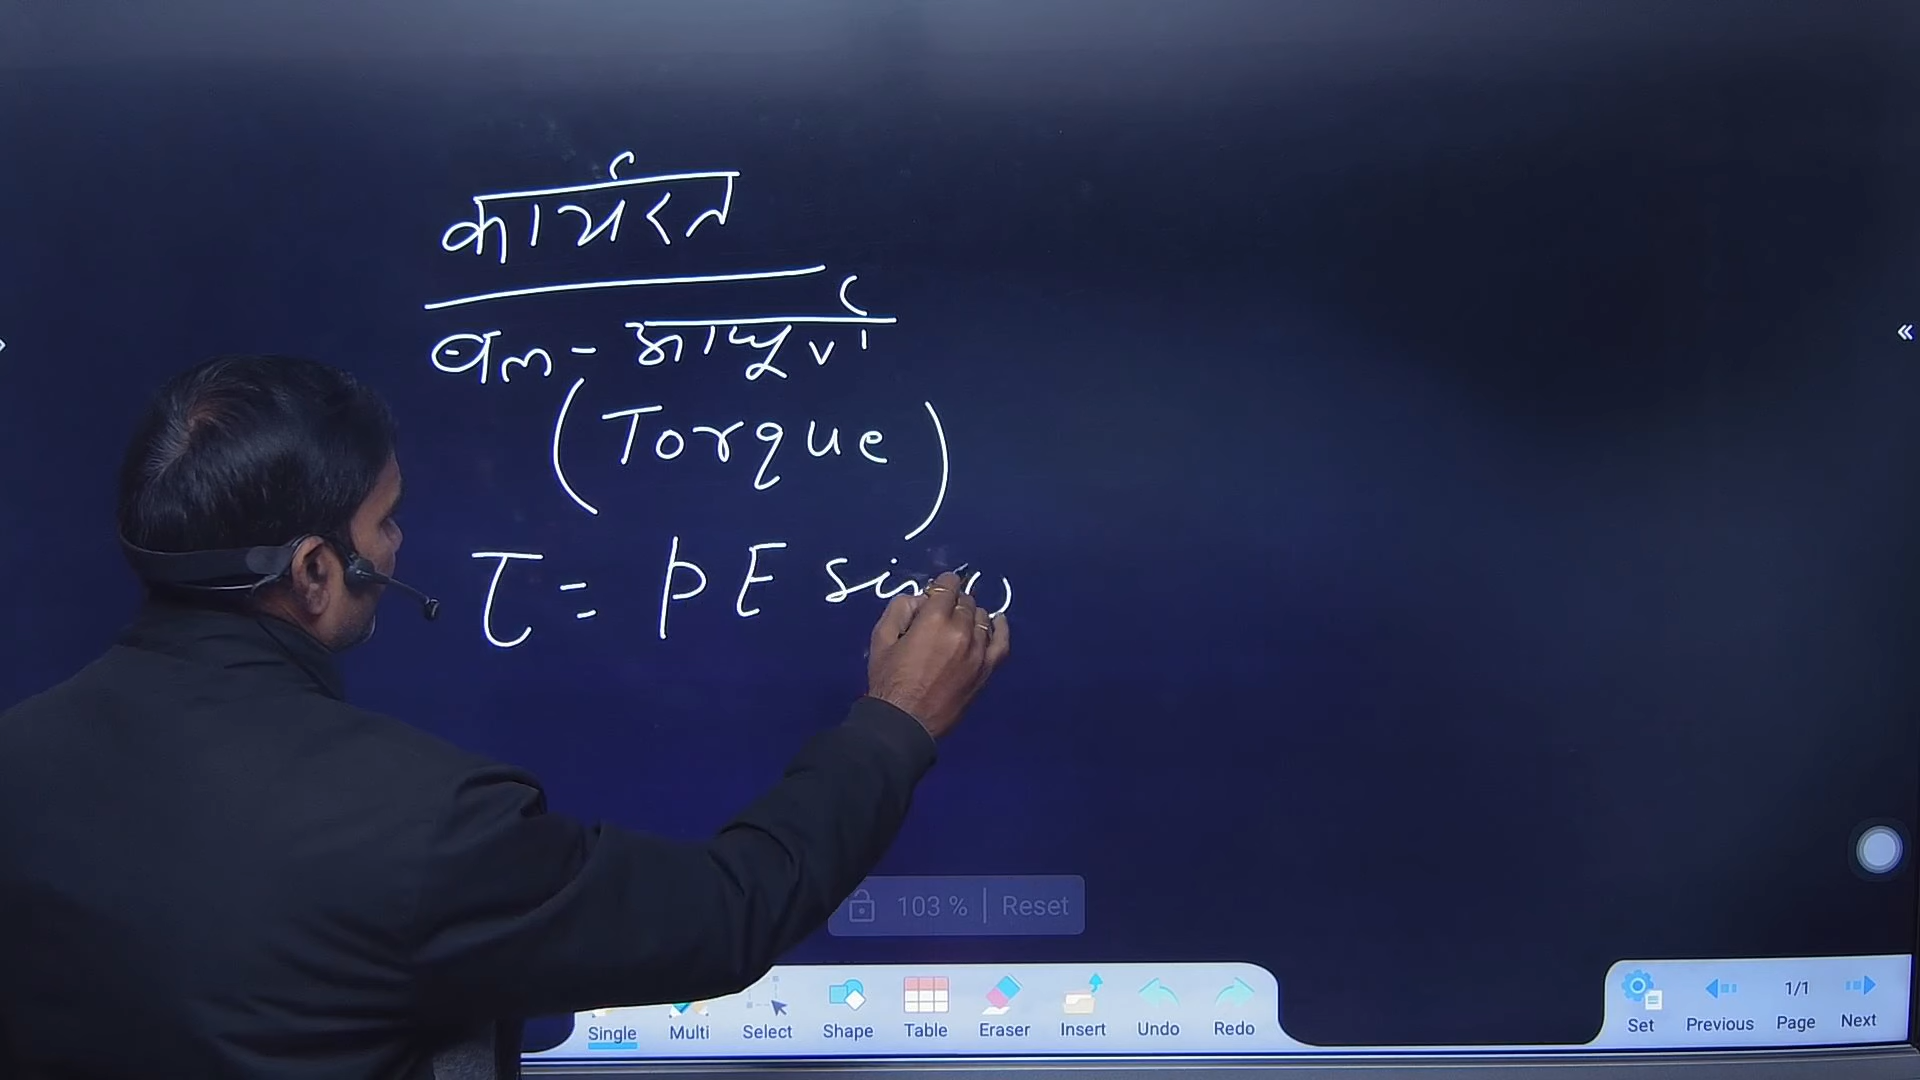 कार्यरत
बल-आघूर्ण
(Torque)
τ = pE sin θ
103 % | Reset
Single Multi Select Shape Table Eraser Insert Undo Redo
Set Previous 1/1 Page Next